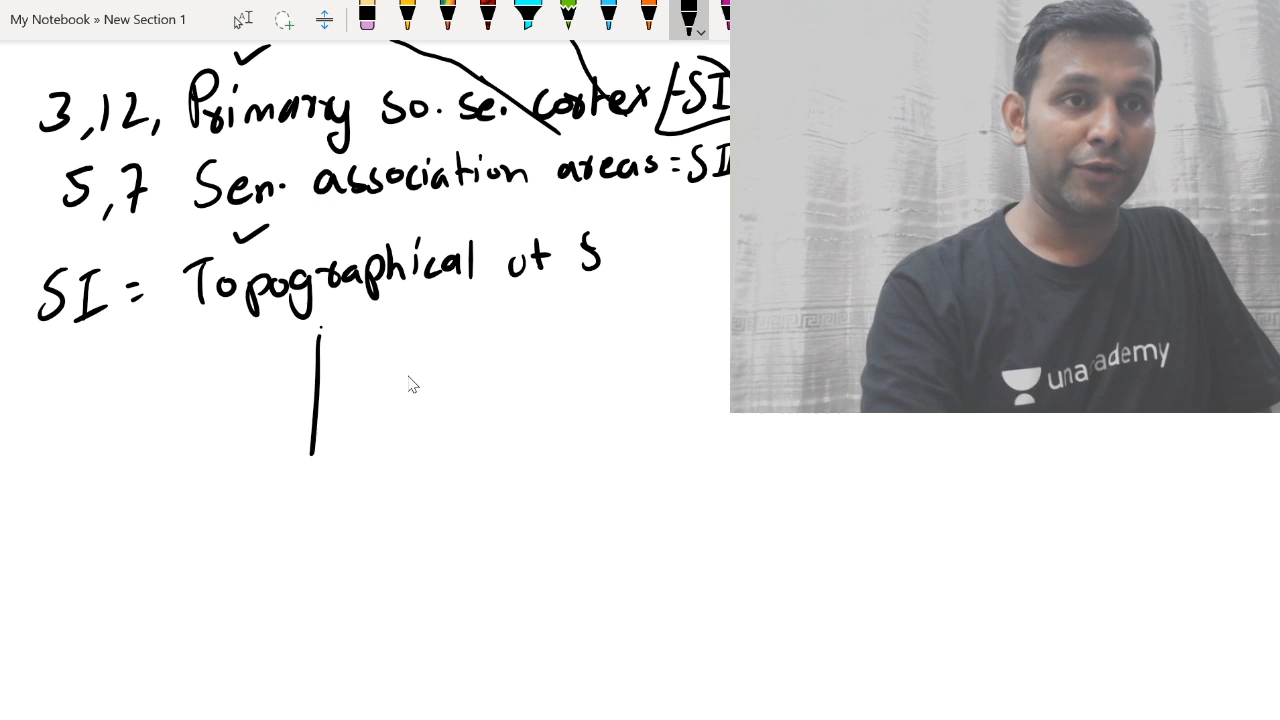 My Notebook » New Section 1
3,12, Primary so. se. cortex SI
5,7 Sen. association areas = SI
SI = Topographical ot S
unacademy